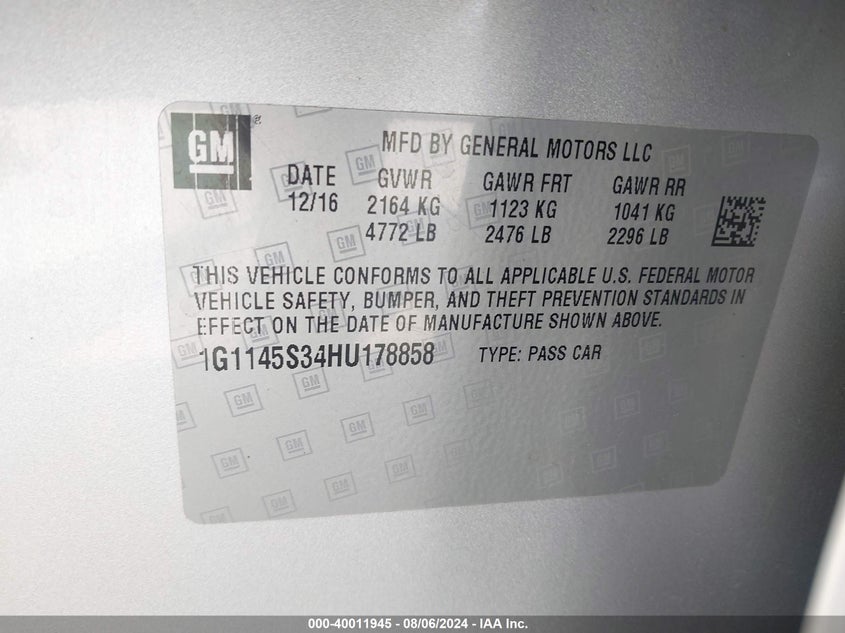 GM
MFD BY GENERAL MOTORS LLC
DATE GVWR GAWR FRT GAWR RR
12/16 2164 KG 1123 KG 1041 KG
4772 LB 2476 LB 2296 LB
THIS VEHICLE CONFORMS TO ALL APPLICABLE U.S. FEDERAL MOTOR
VEHICLE SAFETY, BUMPER, AND THEFT PREVENTION STANDARDS IN
EFFECT ON THE DATE OF MANUFACTURE SHOWN ABOVE.
1G1145S34HU178858 TYPE: PASS CAR
000-40011945 - 08/06/2024 - IAA Inc.